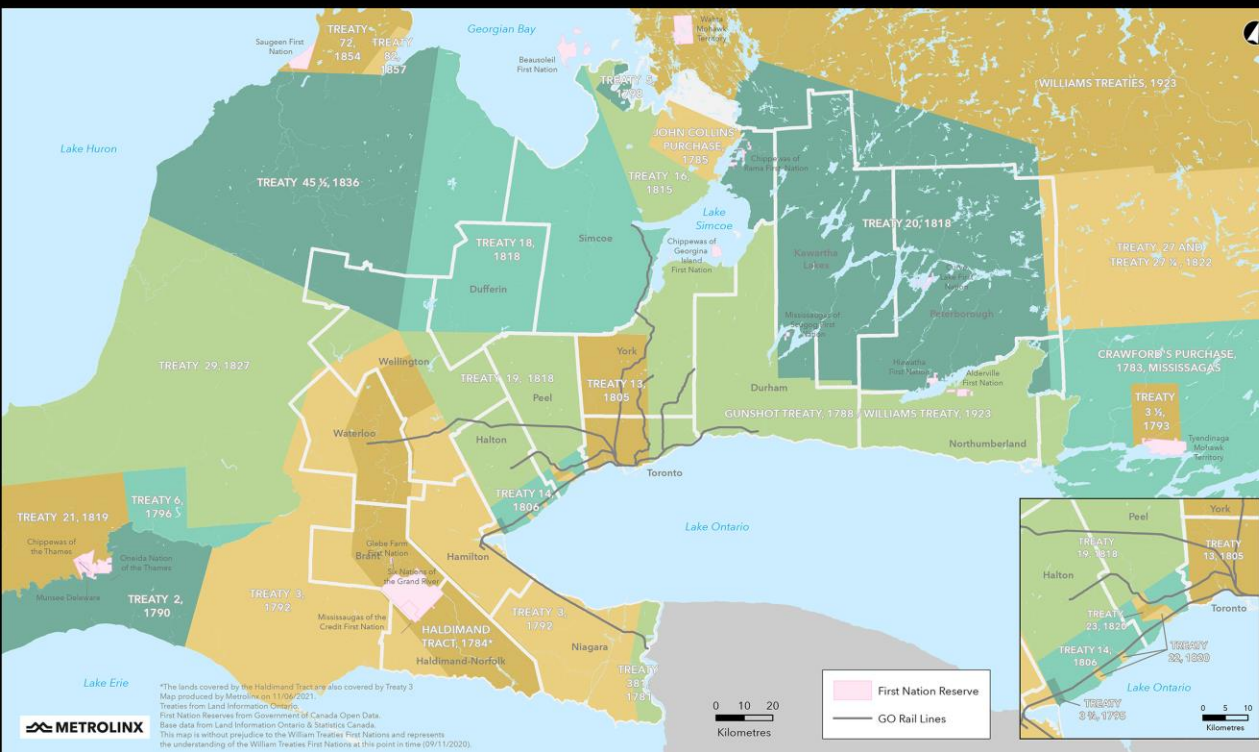 Georgian Bay
TREATY
72,
1854
TREATY
82,
1857
Saugeen First
Nation
Beausoleil
First Nation
Wahta
Mohawk
Territory
TREATY 5,
1798
WILLIAMS TREATIES, 1923
JOHN COLLINS
PURCHASE,
1785
Lake Huron
Chippewas of
Rama First Nation
TREATY 45 ½, 1836
TREATY 16,
1815
Lake
Simcoe
TREATY 20, 1818
Simcoe
TREATY 18,
1818
Chippewas of
Georgina
Island
First Nation
Kawartha
Lakes
TREATY 27 AND
TREATY 27 ¼, 1822
Dufferin
Lake First
Nation
Peterborough
Mississaugas of
Scugog First
Nation
TREATY 29, 1827
Wellington
York
Hiawatha
First Nation
Alderville
First Nation
CRAWFORD'S PURCHASE,
1783, MISSISSAGAS
TREATY 19, 1818
Peel
TREATY 13,
1805
Durham
GUNSHOT TREATY, 1788 / WILLIAMS TREATY, 1923
TREATY
3 ½,
1793
Waterloo
Halton
Northumberland
Tyendinaga
Mohawk
Territory
Toronto
TREATY 14,
1806
TREATY 6,
1796
TREATY 21, 1819
Lake Ontario
Chippewas of
the Thames
Oneida Nation
of the Thames
Glebe Farm
First Nation
Brant
Hamilton
Six Nations of
the Grand River
Munsee Delaware
TREATY 2,
1790
TREATY 3,
1792
Mississaugas of the
Credit First Nation
HALDIMAND
TRACT, 1784*
TREATY 3,
1792
Niagara
Haldimand-Norfolk
TREATY
381,
1781
Lake Erie
*The lands covered by the Haldimand Tract are also covered by Treaty 3
Map produced by Metrolinx on 11/06/2021.
Treaties from Land Information Ontario.
First Nation Reserves from Government of Canada Open Data.
Base data from Land Information Ontario & Statistics Canada.
This map is without prejudice to the William Treaties First Nations and represents
the understanding of the William Treaties First Nations at this point in time (09/11/2020).
METROLINX
0 10 20
Kilometres
First Nation Reserve
GO Rail Lines
Peel
York
TREATY
19, 1818
TREATY
13, 1805
Halton
Toronto
TREATY
23, 1820
TREATY 14,
1806
TREATY
22, 1820
Lake Ontario
TREATY
3 ¾, 1795
0 5 10
Kilometres